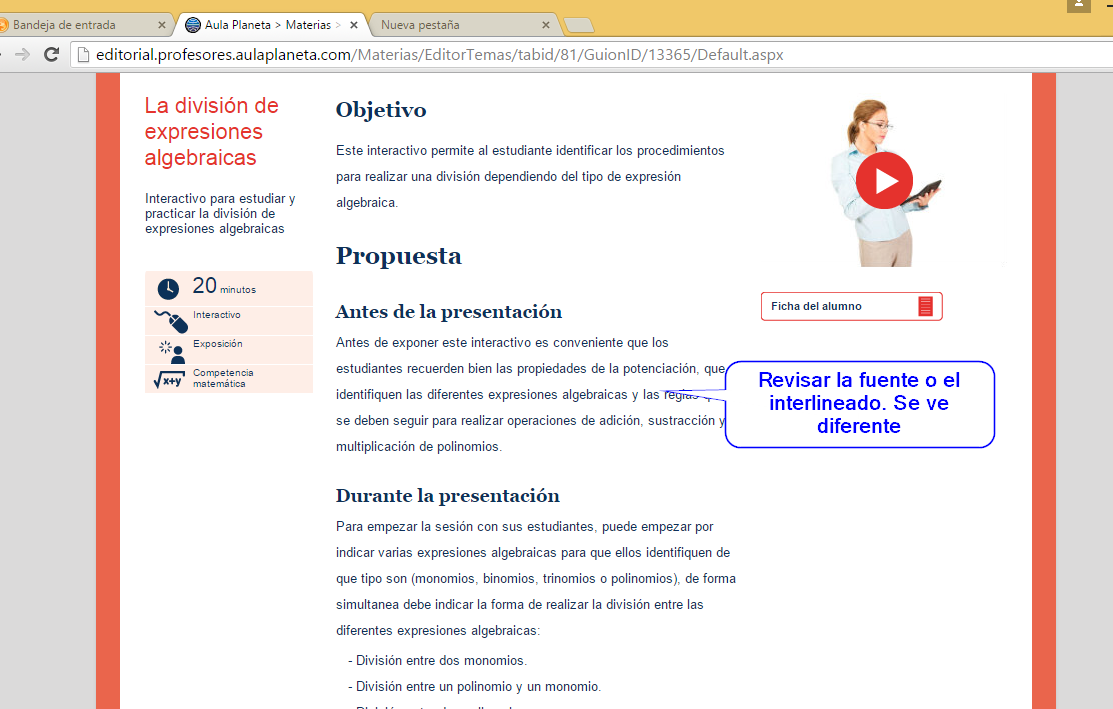 Bandeja de entrada
Aula Planeta > Materias >
Nueva pestaña
editorial.profesores.aulaplaneta.com/Materias/EditorTemas/tabid/81/GuionID/13365/Default.aspx
La división de
expresiones
algebraicas
Interactivo para estudiar y
practicar la división de
expresiones algebraicas
20 minutos
Interactivo
Exposición
√x+y
Competencia
matemática
Objetivo
Este interactivo permite al estudiante identificar los procedimientos
para realizar una división dependiendo del tipo de expresión
algebraica.
Propuesta
Antes de la presentación
Antes de exponer este interactivo es conveniente que los
estudiantes recuerden bien las propiedades de la potenciación, que
identifiquen las diferentes expresiones algebraicas y las reglas
se deben seguir para realizar operaciones de adición, sustracción y
multiplicación de polinomios.
Durante la presentación
Para empezar la sesión con sus estudiantes, puede empezar por
indicar varias expresiones algebraicas para que ellos identifiquen de
que tipo son (monomios, binomios, trinomios o polinomios), de forma
simultanea debe indicar la forma de realizar la división entre las
diferentes expresiones algebraicas:
- División entre dos monomios.
- División entre un polinomio y un monomio.
Ficha del alumno
Revisar la fuente o el
interlineado. Se ve
diferente